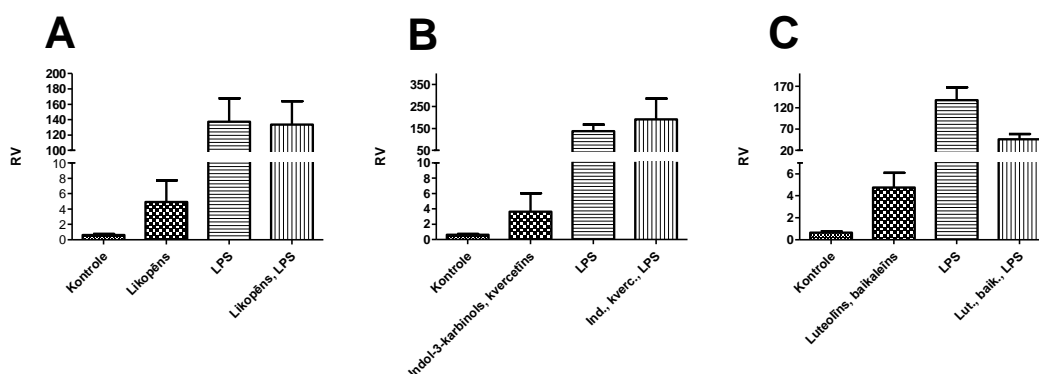 A
RV
200
180
160
140
120
100
10
8
6
4
2
0
Kontrole
Likopēns
LPS
Likopēns, LPS
B
RV
350
250
150
50
10
8
6
4
2
0
Kontrole
Indol-3-karbinols, kvercetīns
LPS
Ind., kverc., LPS
C
RV
170
120
70
20
6
4
2
0
Kontrole
Luteolīns, baikaleīns
LPS
Lut., baik., LPS